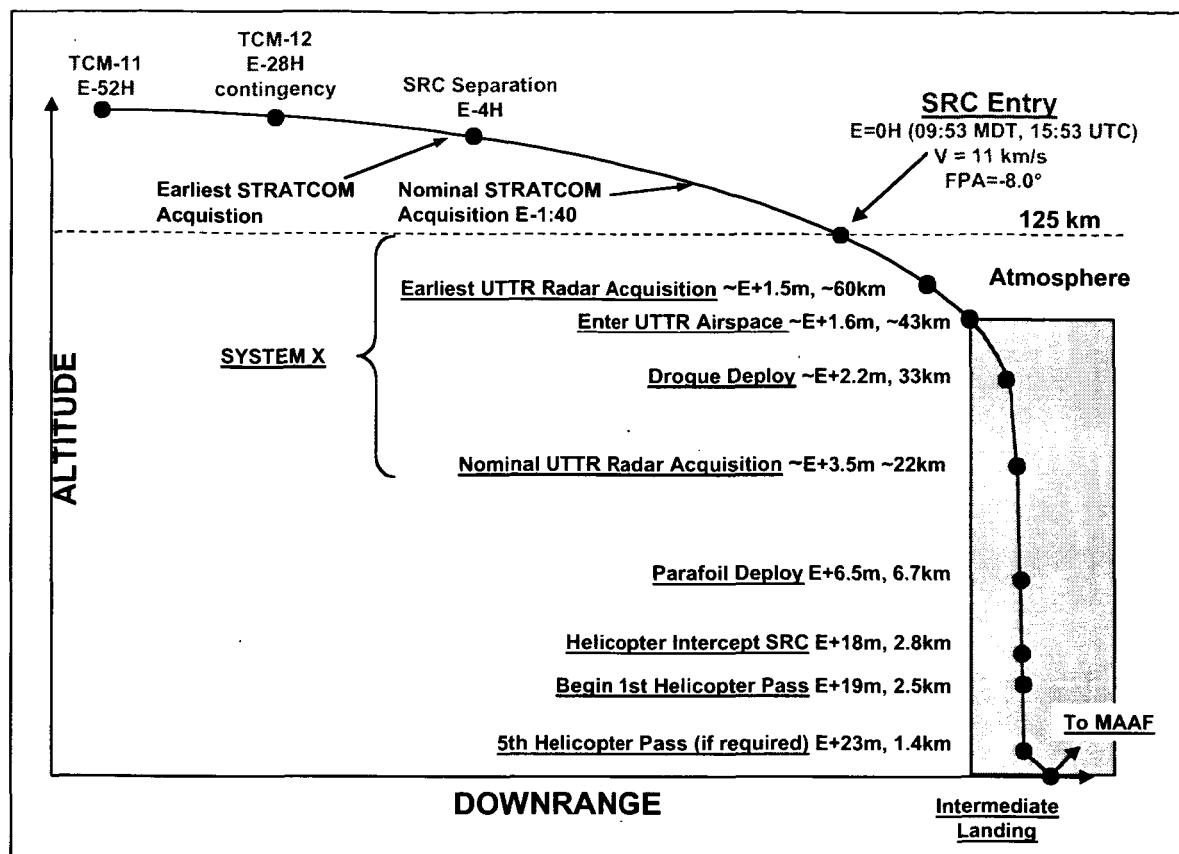 TCM-11
E-52H
TCM-12
E-28H
contingency
SRC Separation
E-4H
SRC Entry
E=0H (09:53 MDT, 15:53 UTC)
V = 11 km/s
FPA=-8.0°
Earliest STRATCOM
Acquistion
Nominal STRATCOM
Acquisition E-1:40
125 km
Atmosphere
Earliest UTTR Radar Acquisition ~E+1.5m, ~60km
Enter UTTR Airspace ~E+1.6m, ~43km
SYSTEM X
Drogue Deploy ~E+2.2m, 33km
Nominal UTTR Radar Acquisition ~E+3.5m ~22km
ALTITUDE
Parafoil Deploy E+6.5m, 6.7km
Helicopter Intercept SRC E+18m, 2.8km
Begin 1st Helicopter Pass E+19m, 2.5km
To MAAF
5th Helicopter Pass (if required) E+23m, 1.4km
DOWNRANGE
Intermediate
Landing